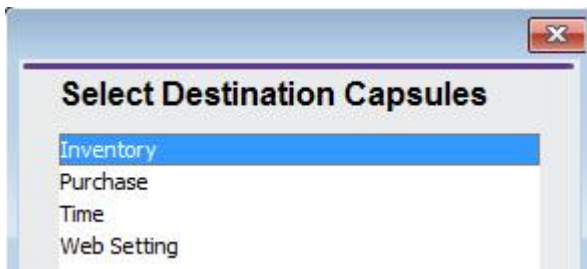 Select Destination Capsules
Inventory
Purchase
Time
Web Setting